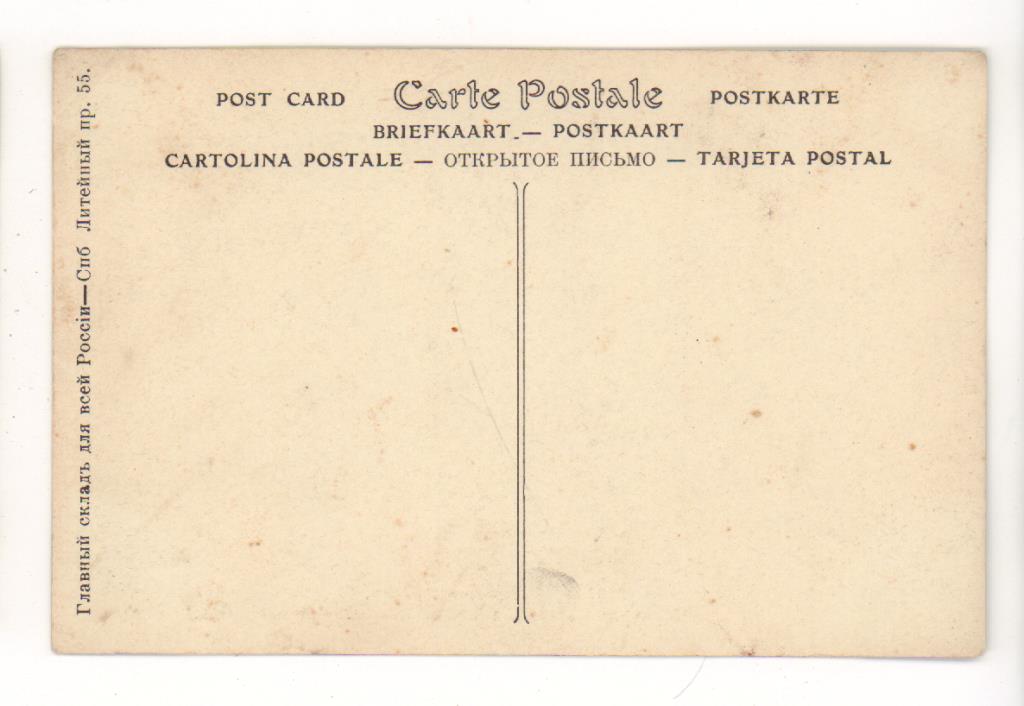 POST CARD Carte Postale POSTKARTE
BRIEFKAART. — POSTKAART
CARTOLINA POSTALE — ОТКРЫТОЕ ПИСЬМО — TARJETA POSTAL
Главный складъ для всей Россіи—Спб Литейный пр. 55.